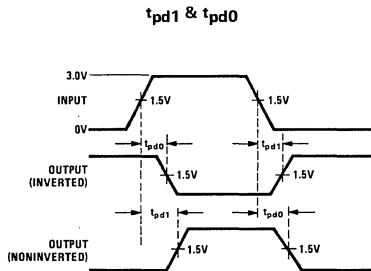 tpd1 & tpd0
3.0V
INPUT
1.5V
1.5V
0V
tpd0
tpd1
OUTPUT
(INVERTED)
1.5V
1.5V
tpd1
tpd0
OUTPUT
(NONINVERTED)
1.5V
1.5V